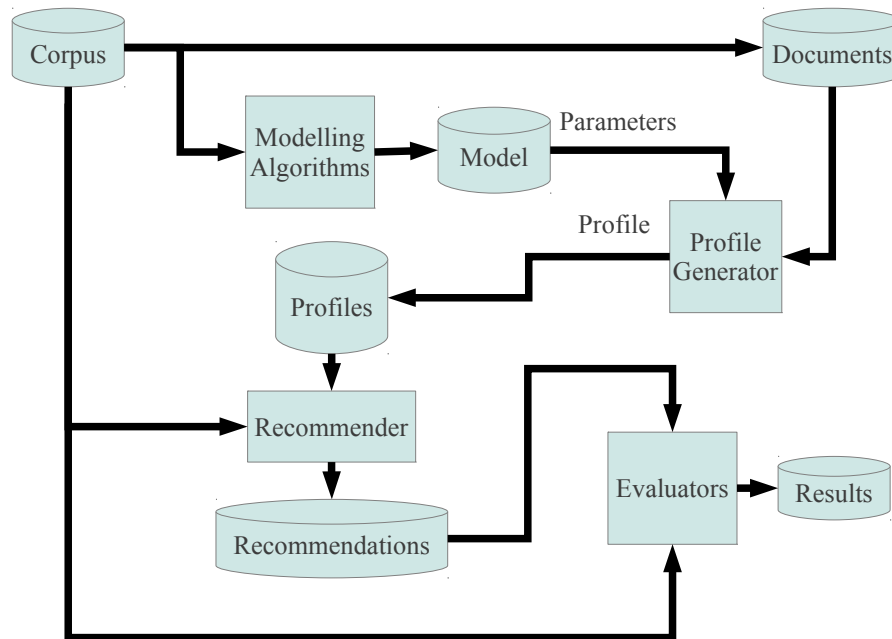 Corpus
Documents
Modelling
Algorithms
Model
Parameters
Profile
Profile
Generator
Profiles
Recommender
Evaluators
Results
Recommendations